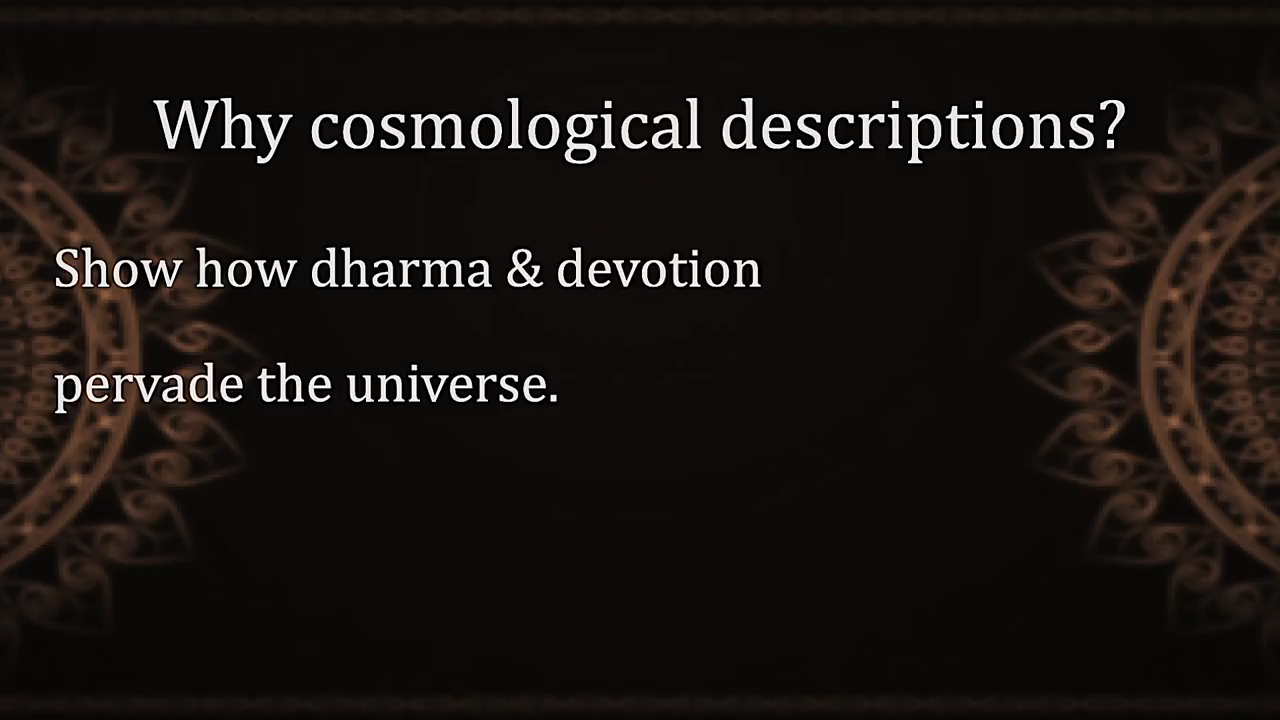 Why cosmological descriptions?
Show how dharma & devotion
pervade the universe.